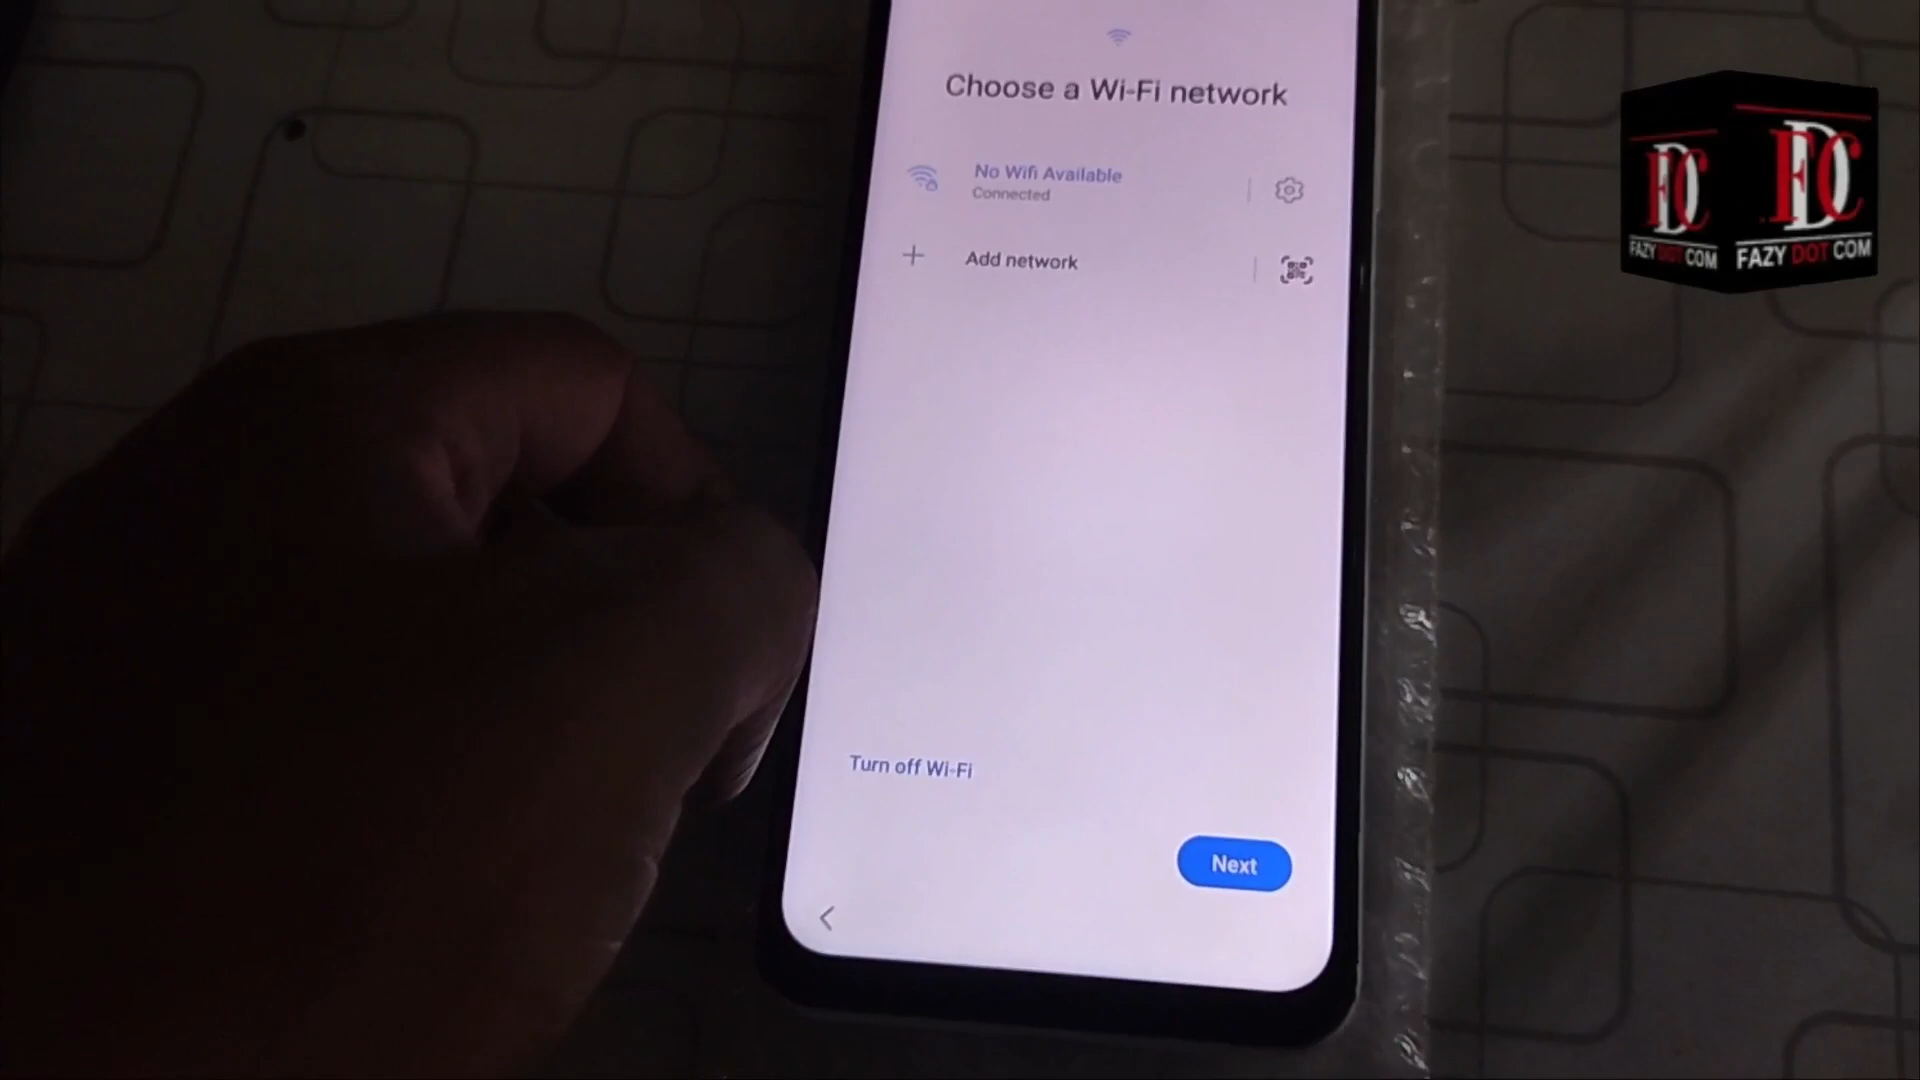 Choose a Wi-Fi network
No Wifi Available
Connected
Add network
Turn off Wi-Fi
Next
FDC
FAZY DOT COM
FDC
FAZY DOT COM